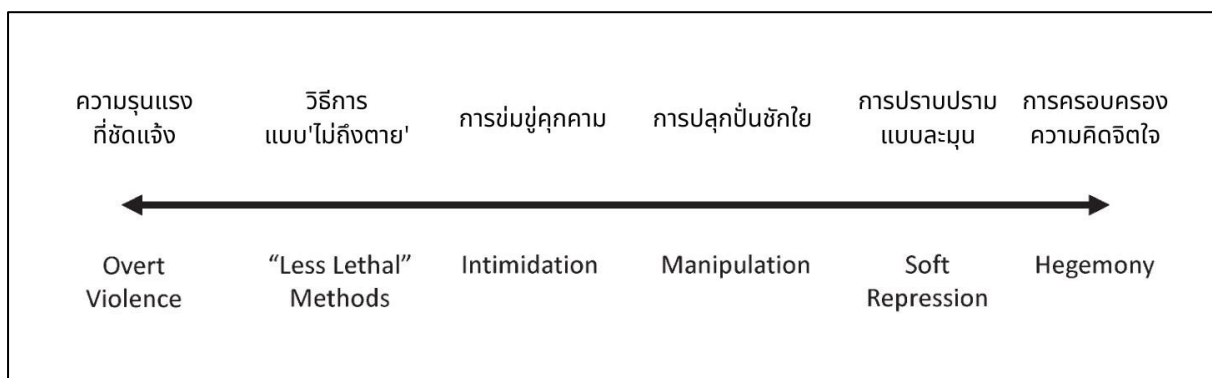 ความรุนแรง
ที่ชัดแจ้ง
วิธีการ
แบบ'ไม่ถึงตาย'
การข่มขู่คุกคาม
การปลุกปั่นชักใย
การปราบปราม
แบบละมุน
การครอบครอง
ความคิดจิตใจ
Overt
Violence
“Less Lethal”
Methods
Intimidation
Manipulation
Soft
Repression
Hegemony